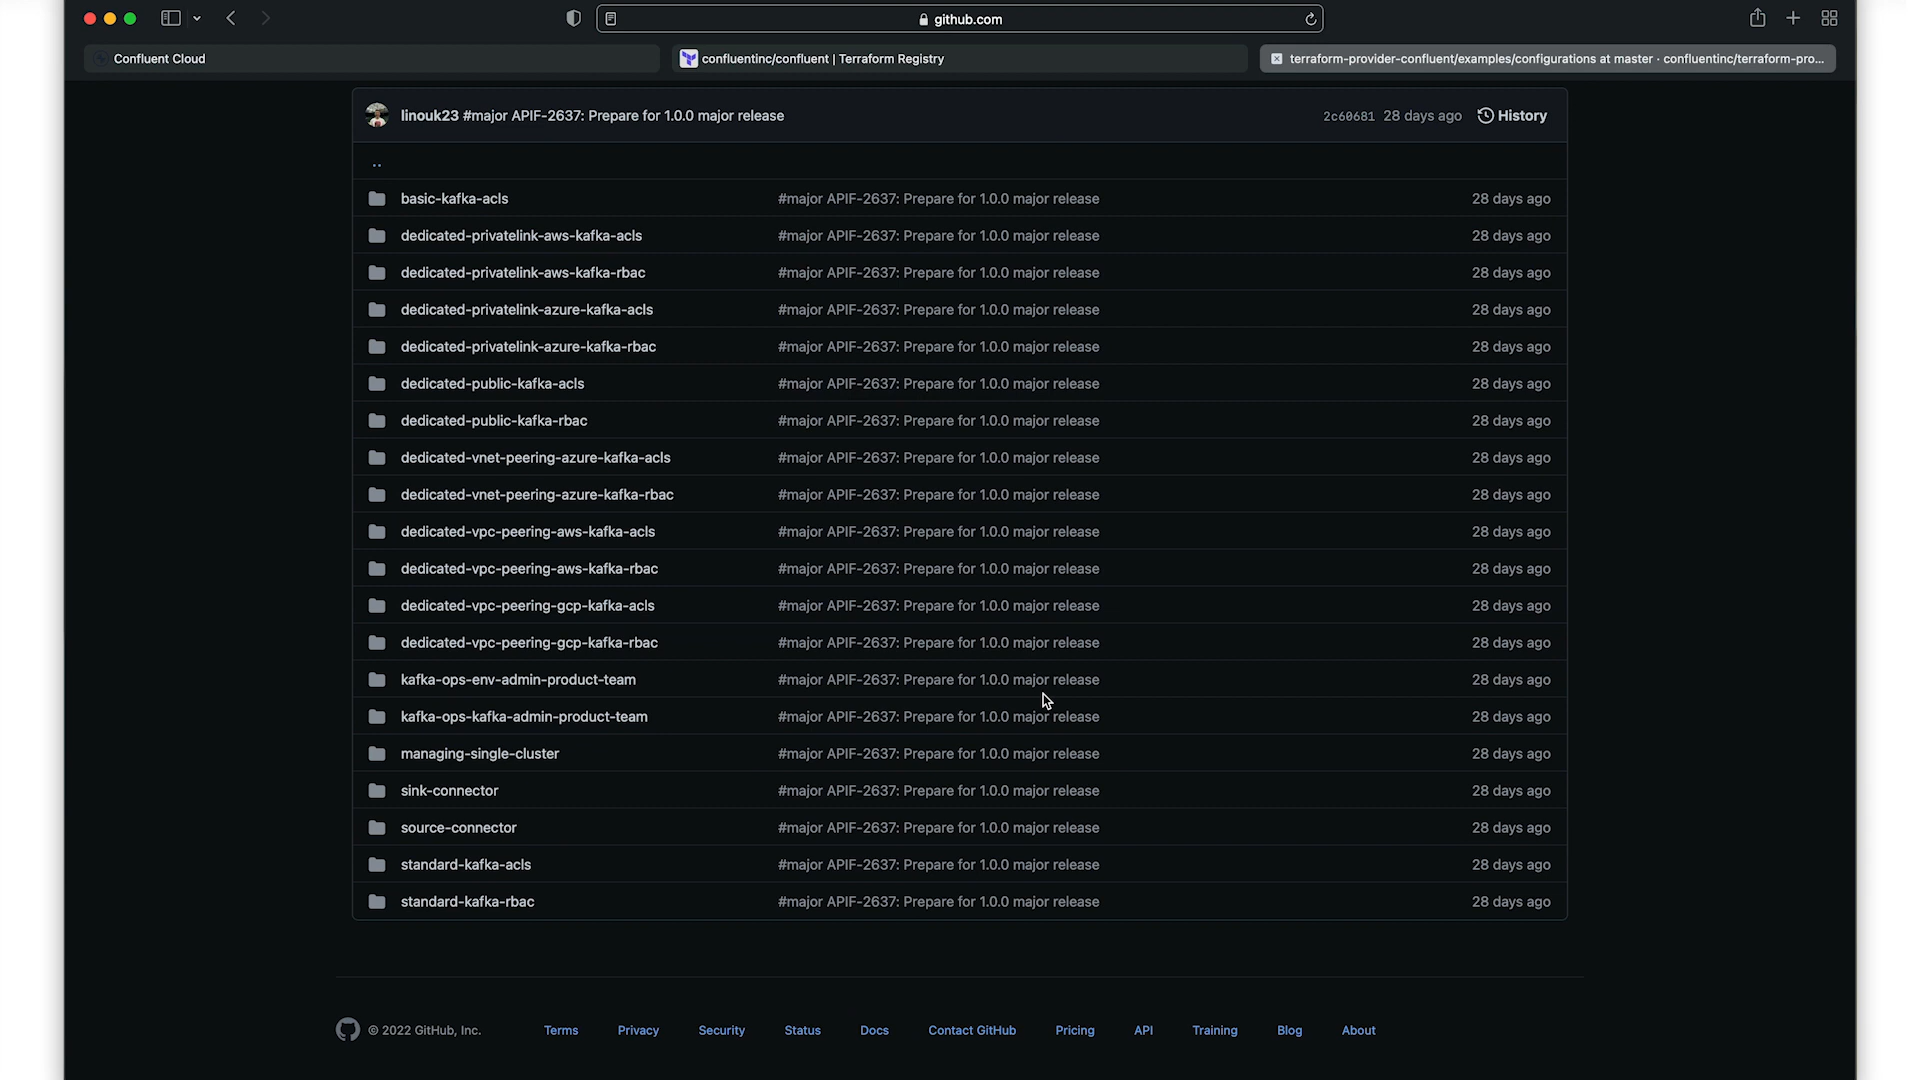 github.com
Confluent Cloud
confluentinc/confluent | Terraform Registry
terraform-provider-confluent/examples/configurations at master · confluentinc/terraform-pro...
linouk23 #major APIF-2637: Prepare for 1.0.0 major release 2c60681 28 days ago History
..
basic-kafka-acls #major APIF-2637: Prepare for 1.0.0 major release 28 days ago
dedicated-privatelink-aws-kafka-acls #major APIF-2637: Prepare for 1.0.0 major release 28 days ago
dedicated-privatelink-aws-kafka-rbac #major APIF-2637: Prepare for 1.0.0 major release 28 days ago
dedicated-privatelink-azure-kafka-acls #major APIF-2637: Prepare for 1.0.0 major release 28 days ago
dedicated-privatelink-azure-kafka-rbac #major APIF-2637: Prepare for 1.0.0 major release 28 days ago
dedicated-public-kafka-acls #major APIF-2637: Prepare for 1.0.0 major release 28 days ago
dedicated-public-kafka-rbac #major APIF-2637: Prepare for 1.0.0 major release 28 days ago
dedicated-vnet-peering-azure-kafka-acls #major APIF-2637: Prepare for 1.0.0 major release 28 days ago
dedicated-vnet-peering-azure-kafka-rbac #major APIF-2637: Prepare for 1.0.0 major release 28 days ago
dedicated-vpc-peering-aws-kafka-acls #major APIF-2637: Prepare for 1.0.0 major release 28 days ago
dedicated-vpc-peering-aws-kafka-rbac #major APIF-2637: Prepare for 1.0.0 major release 28 days ago
dedicated-vpc-peering-gcp-kafka-acls #major APIF-2637: Prepare for 1.0.0 major release 28 days ago
dedicated-vpc-peering-gcp-kafka-rbac #major APIF-2637: Prepare for 1.0.0 major release 28 days ago
kafka-ops-env-admin-product-team #major APIF-2637: Prepare for 1.0.0 major release 28 days ago
kafka-ops-kafka-admin-product-team #major APIF-2637: Prepare for 1.0.0 major release 28 days ago
managing-single-cluster #major APIF-2637: Prepare for 1.0.0 major release 28 days ago
sink-connector #major APIF-2637: Prepare for 1.0.0 major release 28 days ago
source-connector #major APIF-2637: Prepare for 1.0.0 major release 28 days ago
standard-kafka-acls #major APIF-2637: Prepare for 1.0.0 major release 28 days ago
standard-kafka-rbac #major APIF-2637: Prepare for 1.0.0 major release 28 days ago
© 2022 GitHub, Inc. Terms Privacy Security Status Docs Contact GitHub Pricing API Training Blog About